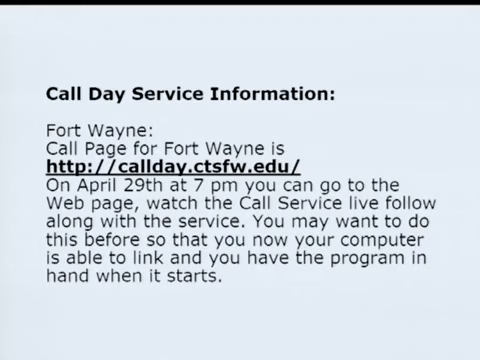 Call Day Service Information:
Fort Wayne:
Call Page for Fort Wayne is
http://callday.ctsfw.edu/
On April 29th at 7 pm you can go to the
Web page, watch the Call Service live follow
along with the service. You may want to do
this before so that you now your computer
is able to link and you have the program in
hand when it starts.